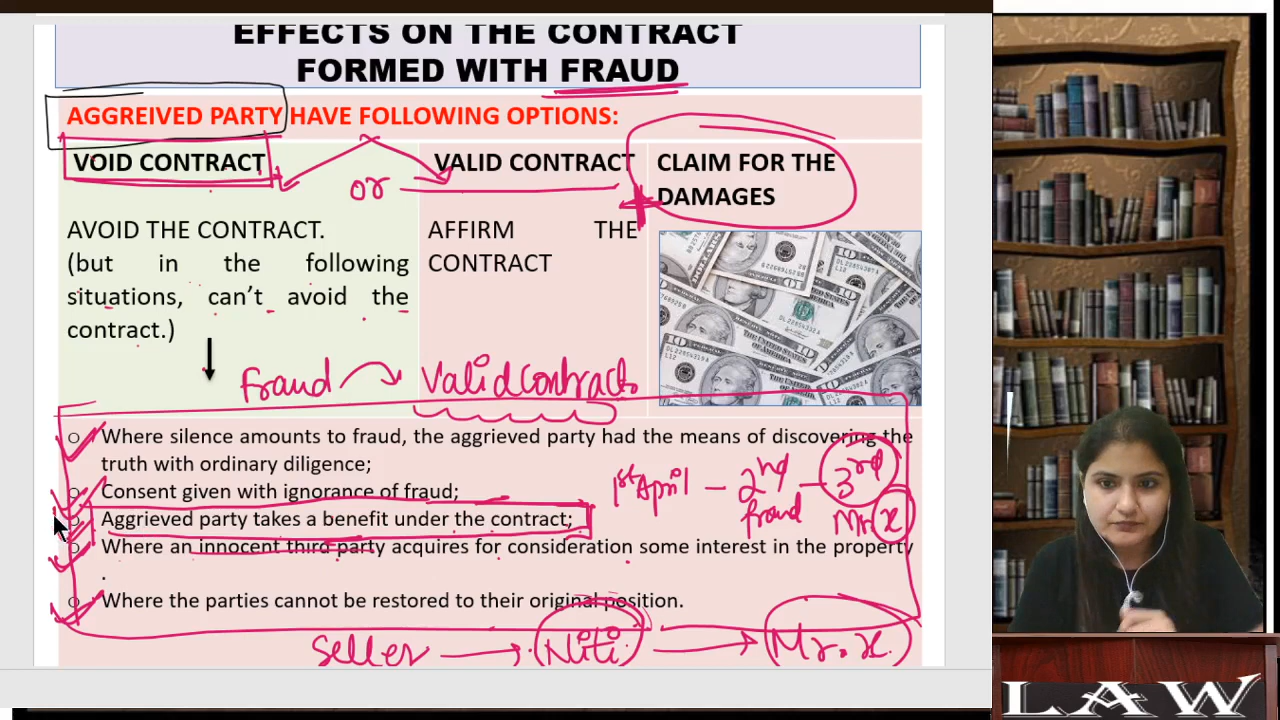 EFFECTS ON THE CONTRACT
FORMED WITH FRAUD
AGGREIVED PARTY HAVE FOLLOWING OPTIONS:
VOID CONTRACT
or
VALID CONTRACT
CLAIM FOR THE
DAMAGES
AVOID THE CONTRACT.
(but in the following
situations, can't avoid the
contract.)
AFFIRM THE
CONTRACT
Fraud
Valid contracts
Where silence amounts to fraud, the aggrieved party had the means of discovering the
truth with ordinary diligence;
Consent given with ignorance of fraud;
Aggrieved party takes a benefit under the contract;
1st April – 2nd – 3rd
fraud Mr x
Where an innocent third party acquires for consideration some interest in the property
.
Where the parties cannot be restored to their original position.
Seller Niti Mr. x.
LAW